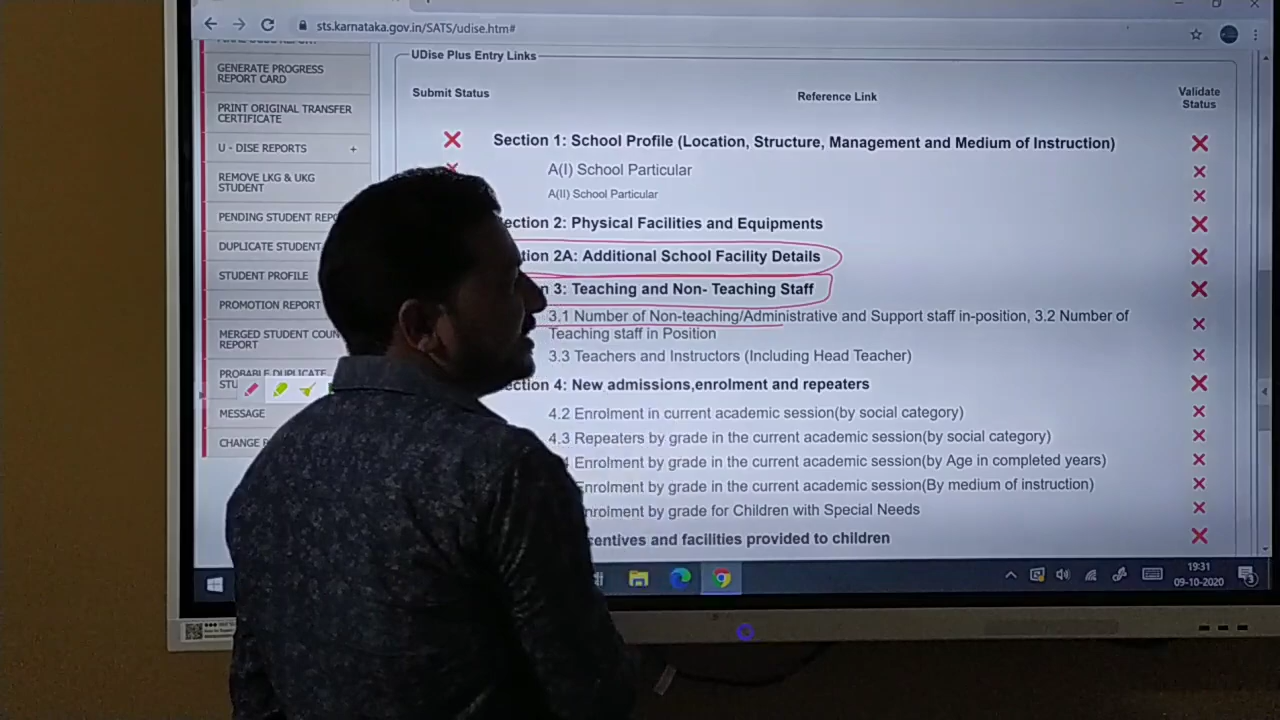 sts.karnataka.gov.in/SATS/udise.htm#
GENERATE PROGRESS
REPORT CARD
PRINT ORIGINAL TRANSFER
CERTIFICATE
U - DISE REPORTS +
REMOVE LKG & UKG
STUDENT
PENDING STUDENT REPO
DUPLICATE STUDENT
STUDENT PROFILE
PROMOTION REPORT
MERGED STUDENT COUN
REPORT
PROBABLE DUPLICATE
STU
MESSAGE
CHANGE
UDise Plus Entry Links
Submit Status Reference Link Validate
Status
Section 1: School Profile (Location, Structure, Management and Medium of Instruction)
A(I) School Particular
A(II) School Particular
ection 2: Physical Facilities and Equipments
tion 2A: Additional School Facility Details
n 3: Teaching and Non- Teaching Staff
3.1 Number of Non-teaching/Administrative and Support staff in-position, 3.2 Number of
Teaching staff in Position
3.3 Teachers and Instructors (Including Head Teacher)
ection 4: New admissions,enrolment and repeaters
4.2 Enrolment in current academic session(by social category)
4.3 Repeaters by grade in the current academic session(by social category)
4 Enrolment by grade in the current academic session(by Age in completed years)
Enrolment by grade in the current academic session(By medium of instruction)
nrolment by grade for Children with Special Needs
centives and facilities provided to children
19:31
09-10-2020
3